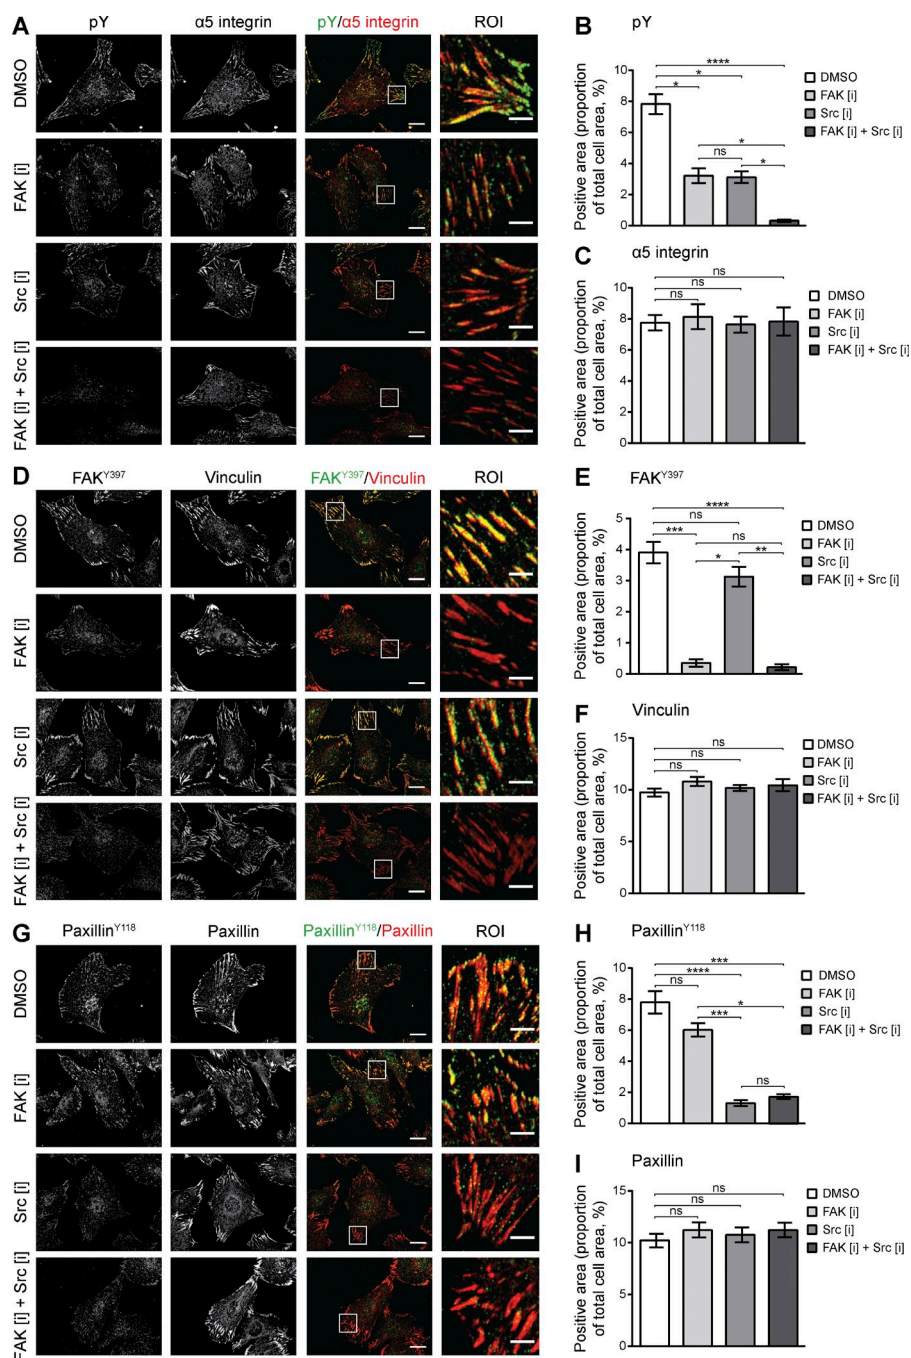 A
pY
α5 integrin
pY/α5 integrin
ROI
DMSO
FAK [i]
Src [i]
FAK [i] + Src [i]
B
pY
Positive area (proportion
of total cell area, %)
10
8
6
4
2
0
****
*
*
*
ns
*
DMSO
FAK [i]
Src [i]
FAK [i] + Src [i]
C
α5 integrin
Positive area (proportion
of total cell area, %)
10
8
6
4
2
0
ns
ns
ns
DMSO
FAK [i]
Src [i]
FAK [i] + Src [i]
D
FAKY397
Vinculin
FAKY397/Vinculin
ROI
DMSO
FAK [i]
Src [i]
FAK [i] + Src [i]
E
FAKY397
Positive area (proportion
of total cell area, %)
5
4
3
2
1
0
****
ns
***
ns
*
**
DMSO
FAK [i]
Src [i]
FAK [i] + Src [i]
F
Vinculin
Positive area (proportion
of total cell area, %)
15
10
5
0
ns
ns
ns
DMSO
FAK [i]
Src [i]
FAK [i] + Src [i]
G
PaxillinY118
Paxillin
PaxillinY118/Paxillin
ROI
DMSO
FAK [i]
Src [i]
FAK [i] + Src [i]
H
PaxillinY118
Positive area (proportion
of total cell area, %)
10
8
6
4
2
0
***
****
ns
*
***
ns
DMSO
FAK [i]
Src [i]
FAK [i] + Src [i]
I
Paxillin
Positive area (proportion
of total cell area, %)
15
10
5
0
ns
ns
ns
DMSO
FAK [i]
Src [i]
FAK [i] + Src [i]